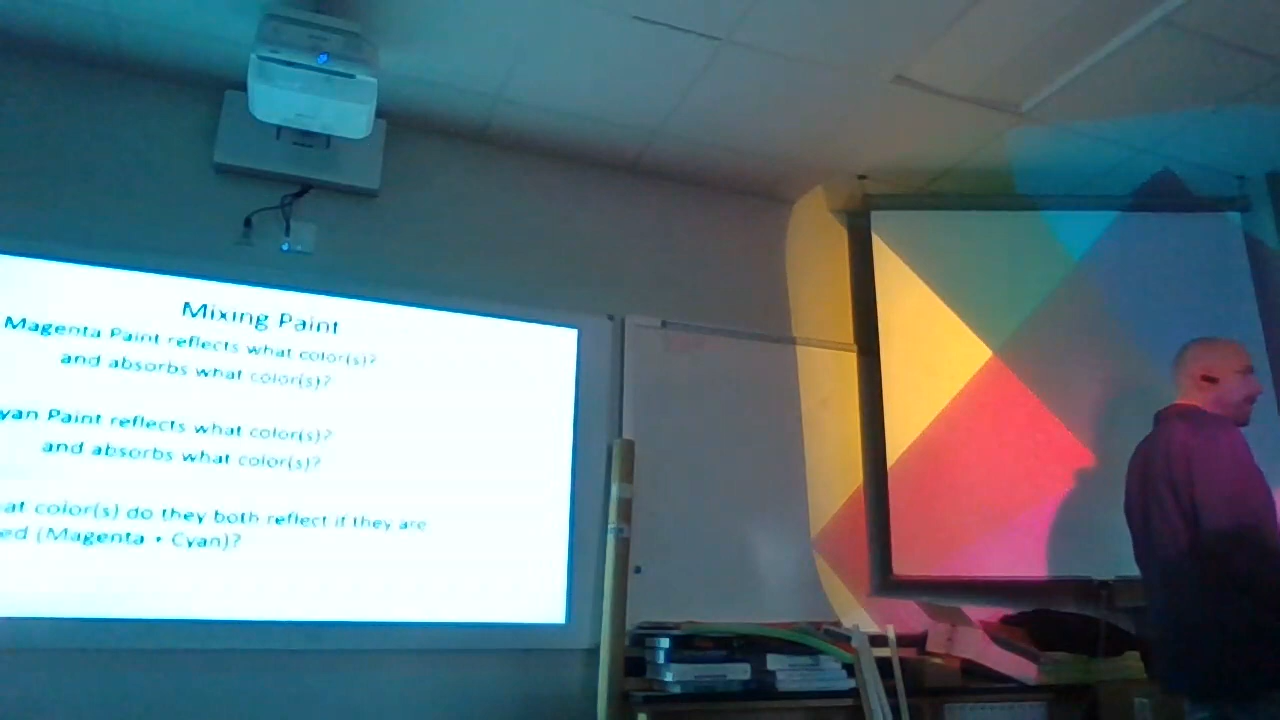 Mixing Paint
Magenta Paint reflects what color(s)?
and absorbs what color(s)?
yan Paint reflects what color(s)?
and absorbs what color(s)?
at color(s) do they both reflect if they are
ed (Magenta + Cyan)?